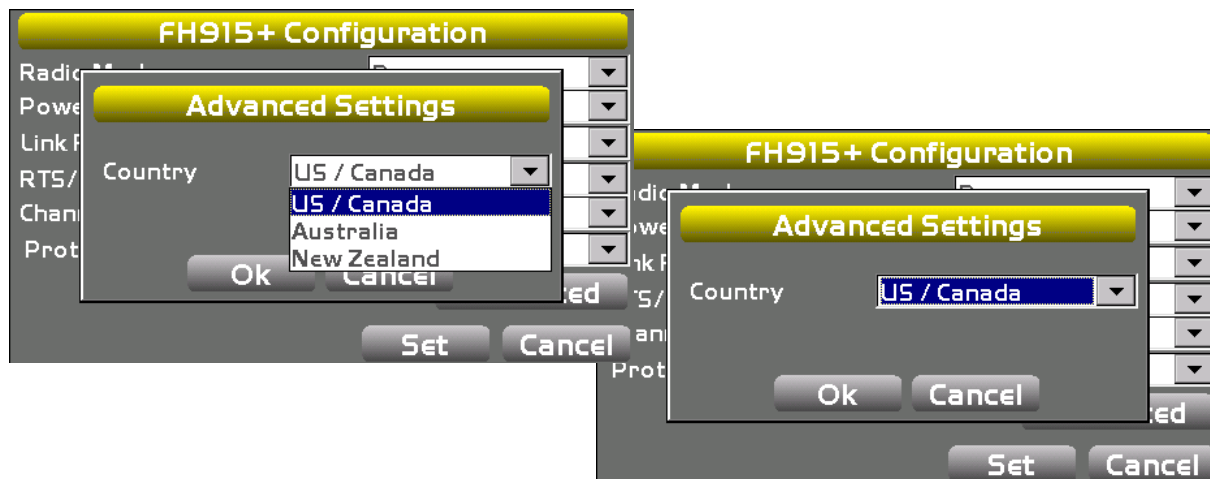 FH915+ Configuration
Advanced Settings
Country
US / Canada
US / Canada
Australia
New Zealand
Ok
Cancel
Set
Cancel
FH915+ Configuration
Advanced Settings
Country
US / Canada
Ok
Cancel
Set
Cancel